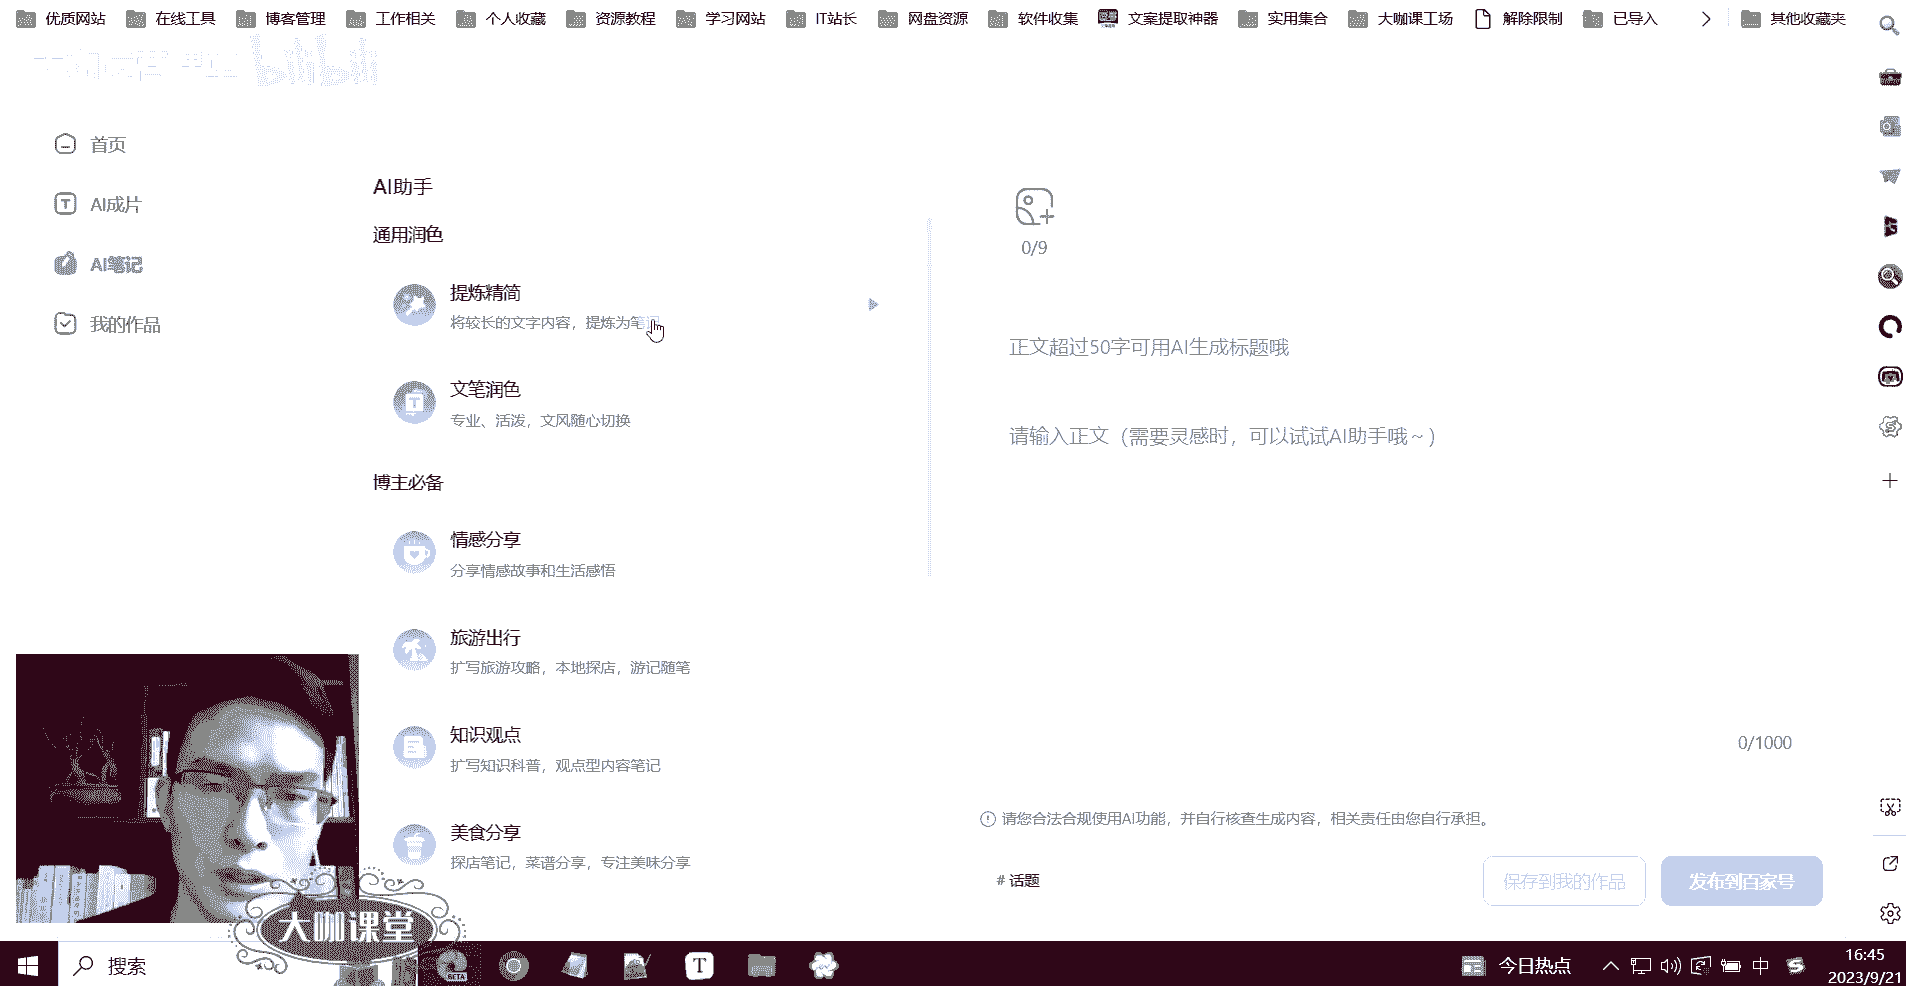 优质网站 在线工具 博客管理 工作相关 个人收藏 资源教程 学习网站 IT站长 网盘资源 软件收集 文案提取神器 实用集合 大咖课工场 解除限制 已导入 其他收藏夹
bilibili
首页
AI成片
AI笔记
我的作品
AI助手
通用润色
提炼精简
将较长的文字内容，提炼为笔记
文笔润色
专业、活泼，文风随心切换
博主必备
情感分享
分享情感故事和生活感悟
旅游出行
扩写旅游攻略，本地探店，游记随笔
知识观点
扩写知识科普，观点型内容笔记
美食分享
探店笔记，菜谱分享，专注美味分享
0/9
正文超过50字可用AI生成标题哦
请输入正文（需要灵感时，可以试试AI助手哦~）
0/1000
请您合法合规使用AI功能，并自行核查生成内容，相关责任由您自行承担。
# 话题
保存到我的作品 发布到百家号
大咖课堂
搜索
BETA
T
今日热点
中
16:45
2023/9/21